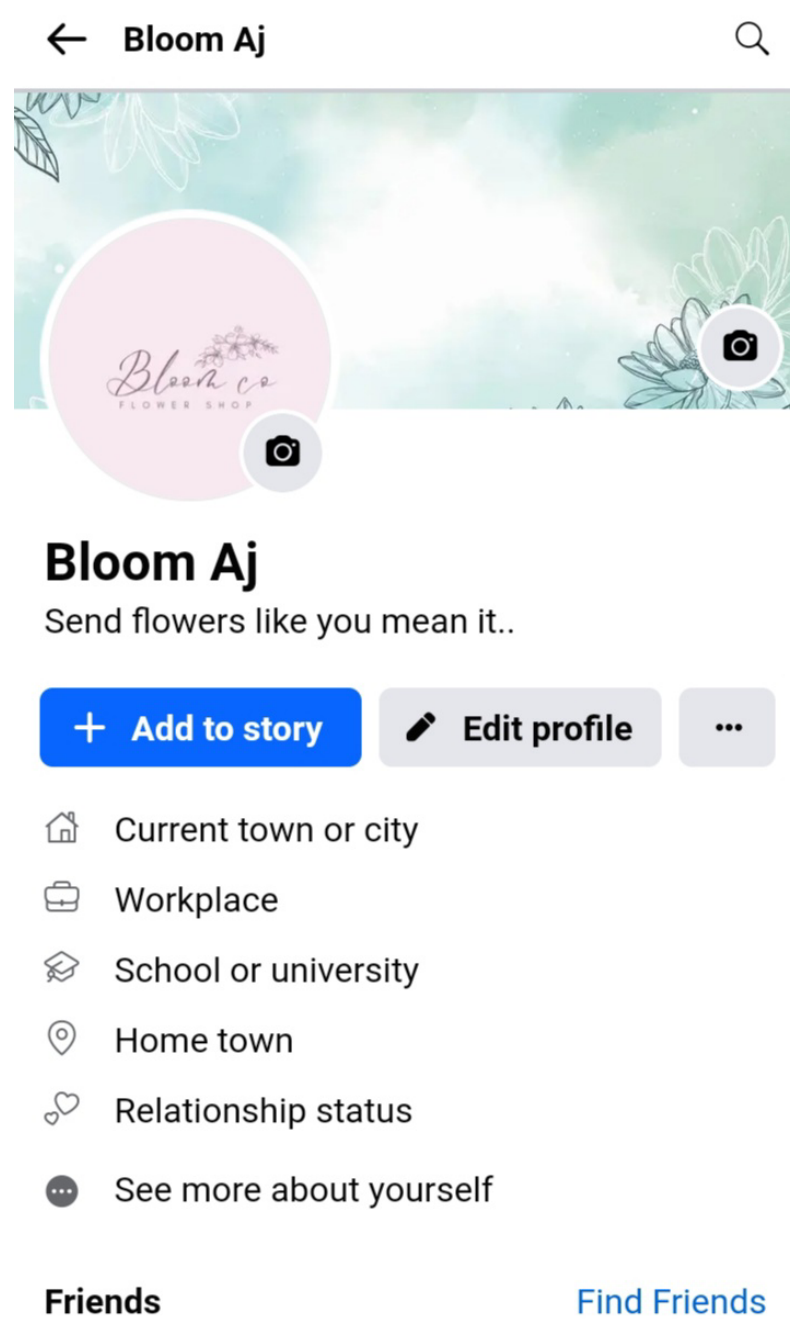 Bloom Aj
Bloom co
FLOWER SHOP
Bloom Aj
Send flowers like you mean it..
Add to story
Edit profile
Current town or city
Workplace
School or university
Home town
Relationship status
See more about yourself
Friends
Find Friends